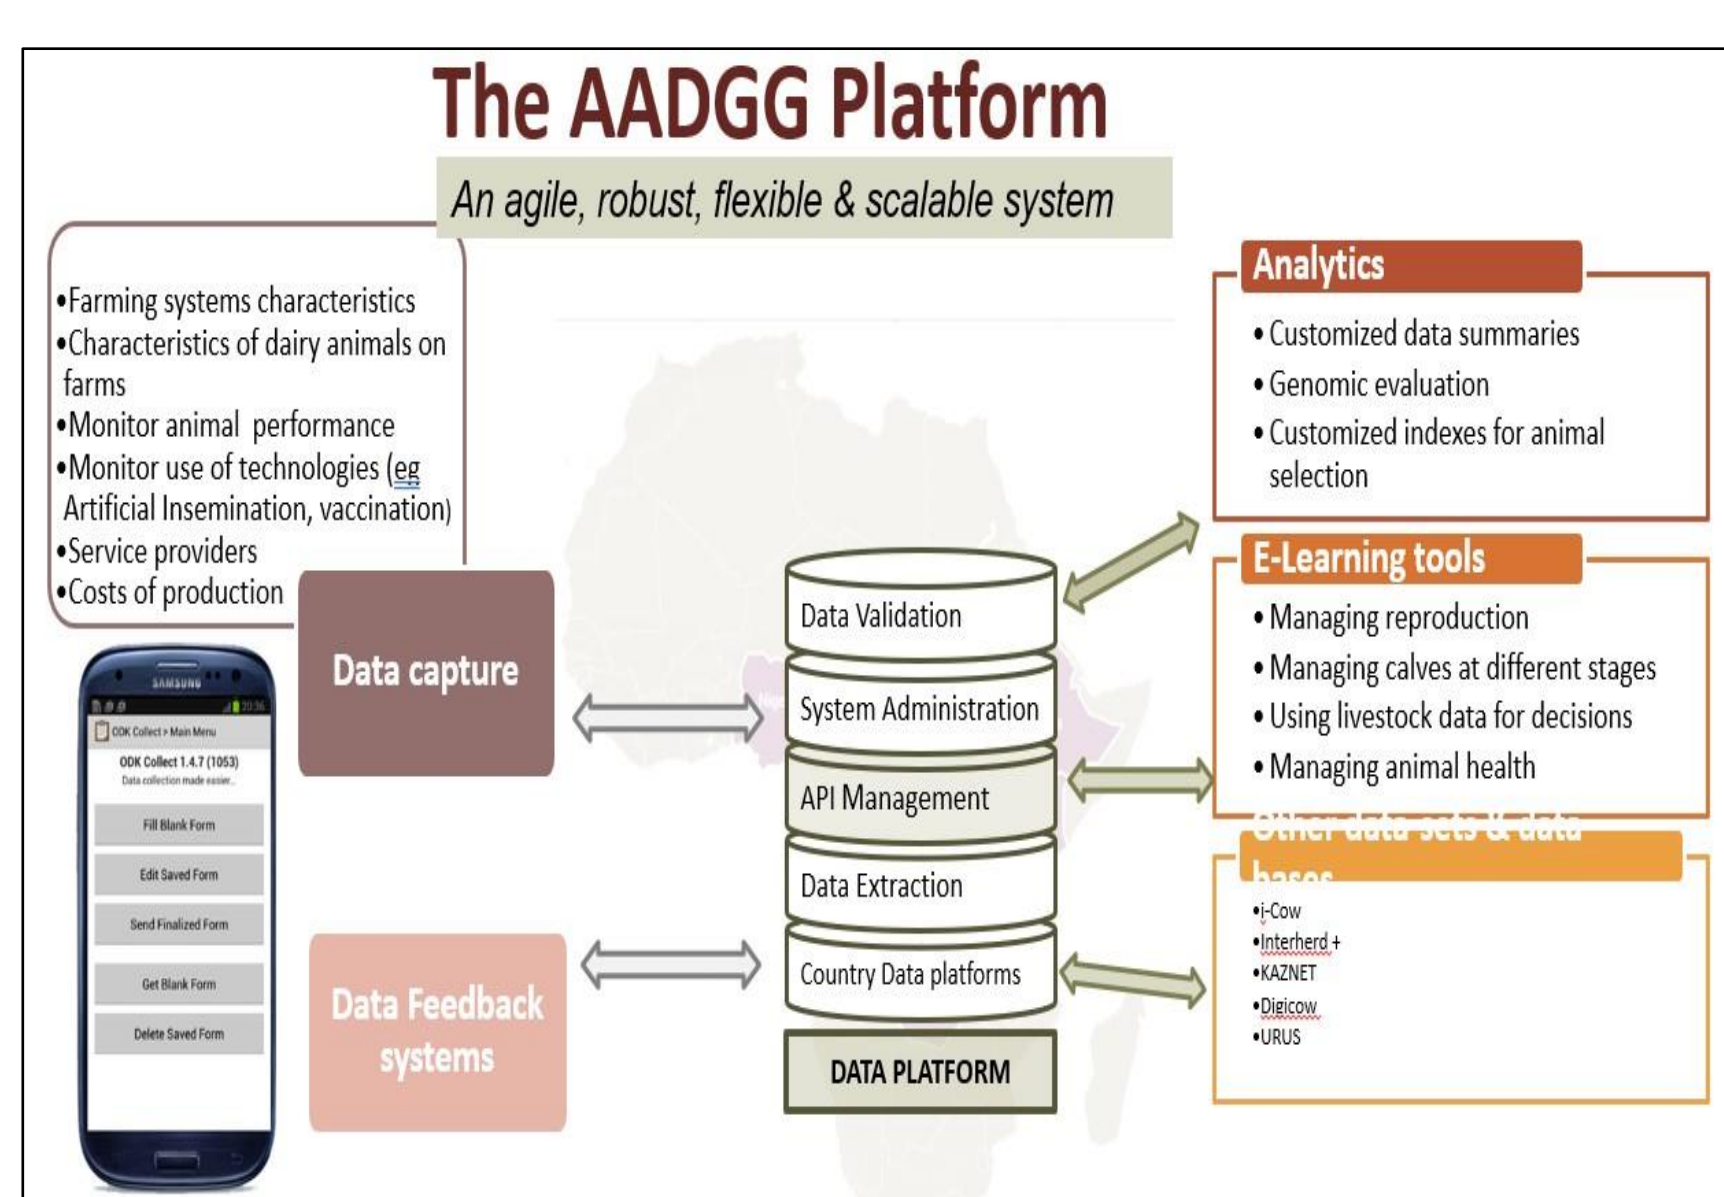 The AADGG Platform
An agile, robust, flexible & scalable system
•Farming systems characteristics
•Characteristics of dairy animals on
farms
•Monitor animal performance
•Monitor use of technologies (eg
Artificial Insemination, vaccination)
•Service providers
•Costs of production
Data capture
SAMSUNG
20:36
ODK Collect > Main Menu
ODK Collect 1.4.7 (1053)
Data collection made easier...
Fill Blank Form
Edit Saved Form
Send Finalized Form
Get Blank Form
Delete Saved Form
Data Feedback
systems
Data Validation
System Administration
API Management
Data Extraction
Country Data platforms
DATA PLATFORM
Analytics
• Customized data summaries
• Genomic evaluation
• Customized indexes for animal
selection
E-Learning tools
• Managing reproduction
• Managing calves at different stages
• Using livestock data for decisions
• Managing animal health
Other data sets & data
bases
•i-Cow
•Interherd +
•KAZNET
•Digicow
•URUS